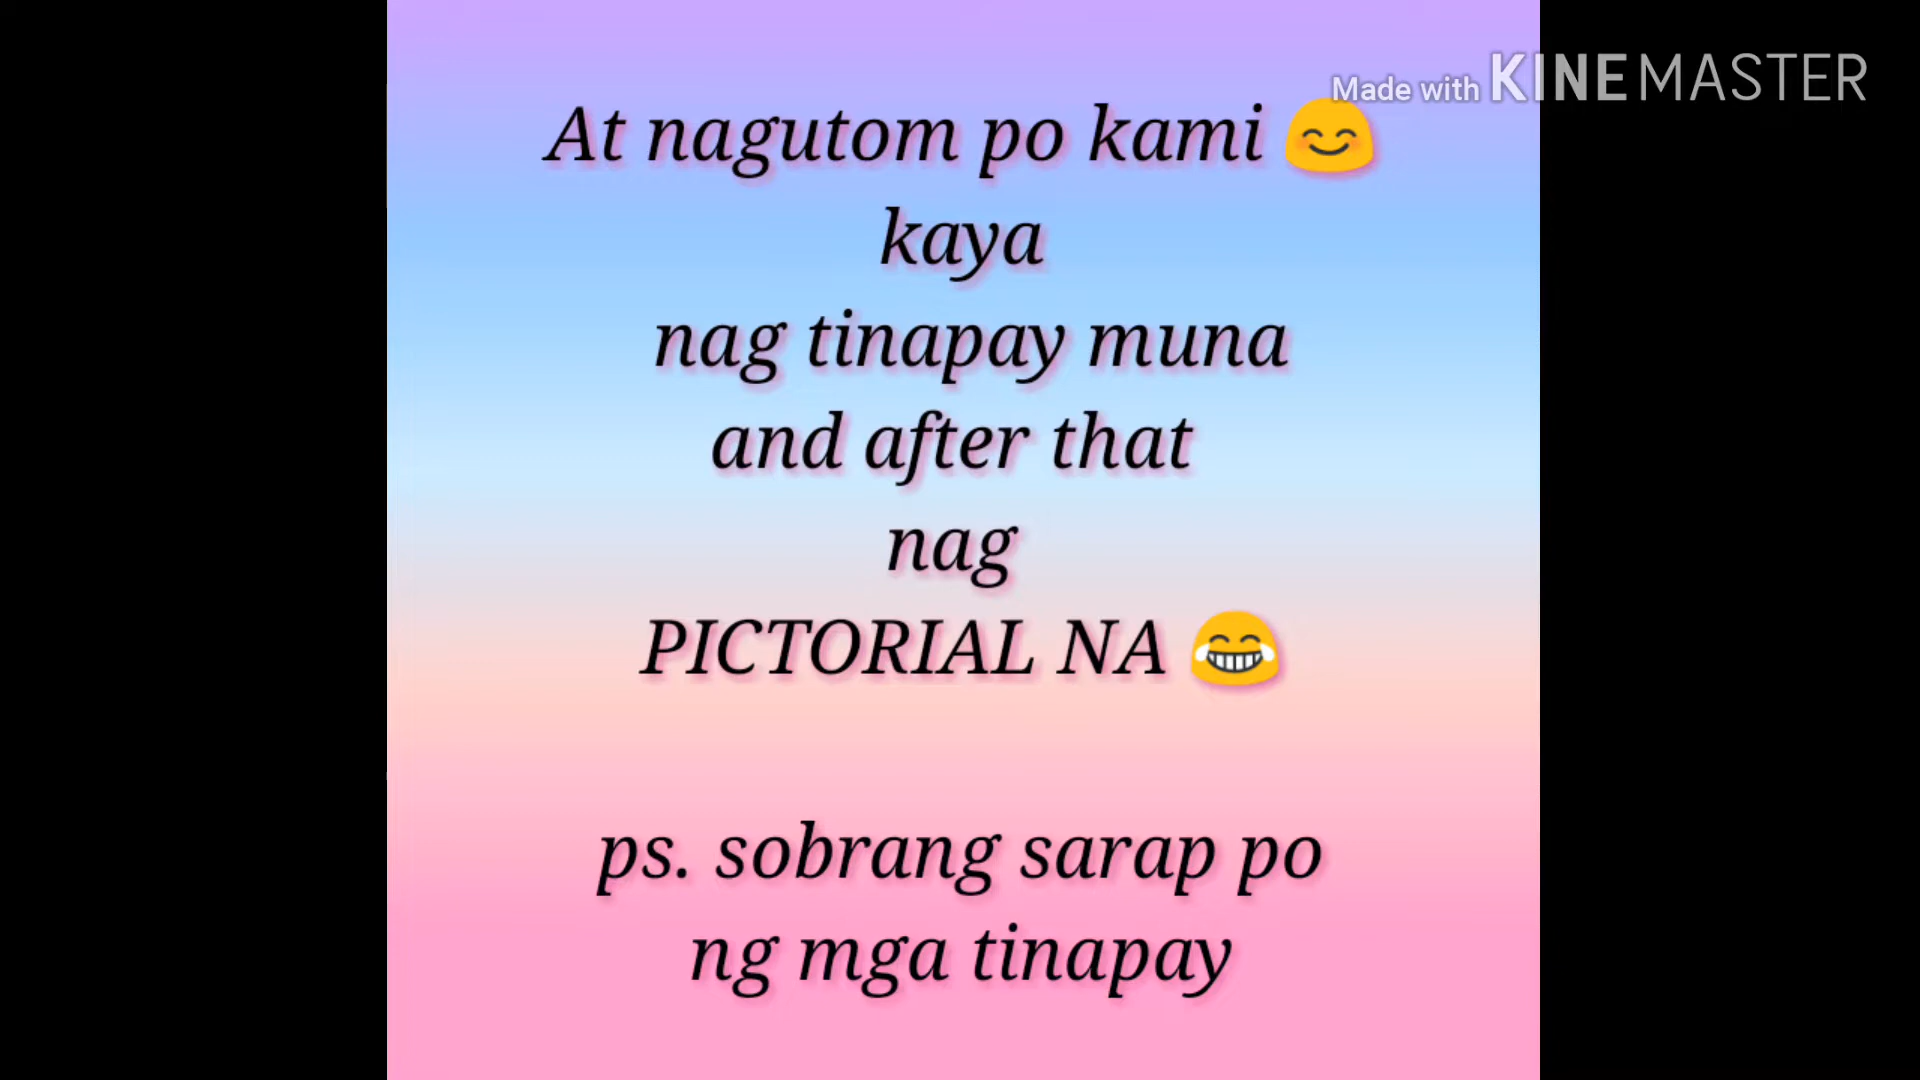 Made with KINEMASTER
At nagutom po kami 😊
kaya
nag tinapay muna
and after that
nag
PICTORIAL NA 😂
ps. sobrang sarap po
ng mga tinapay